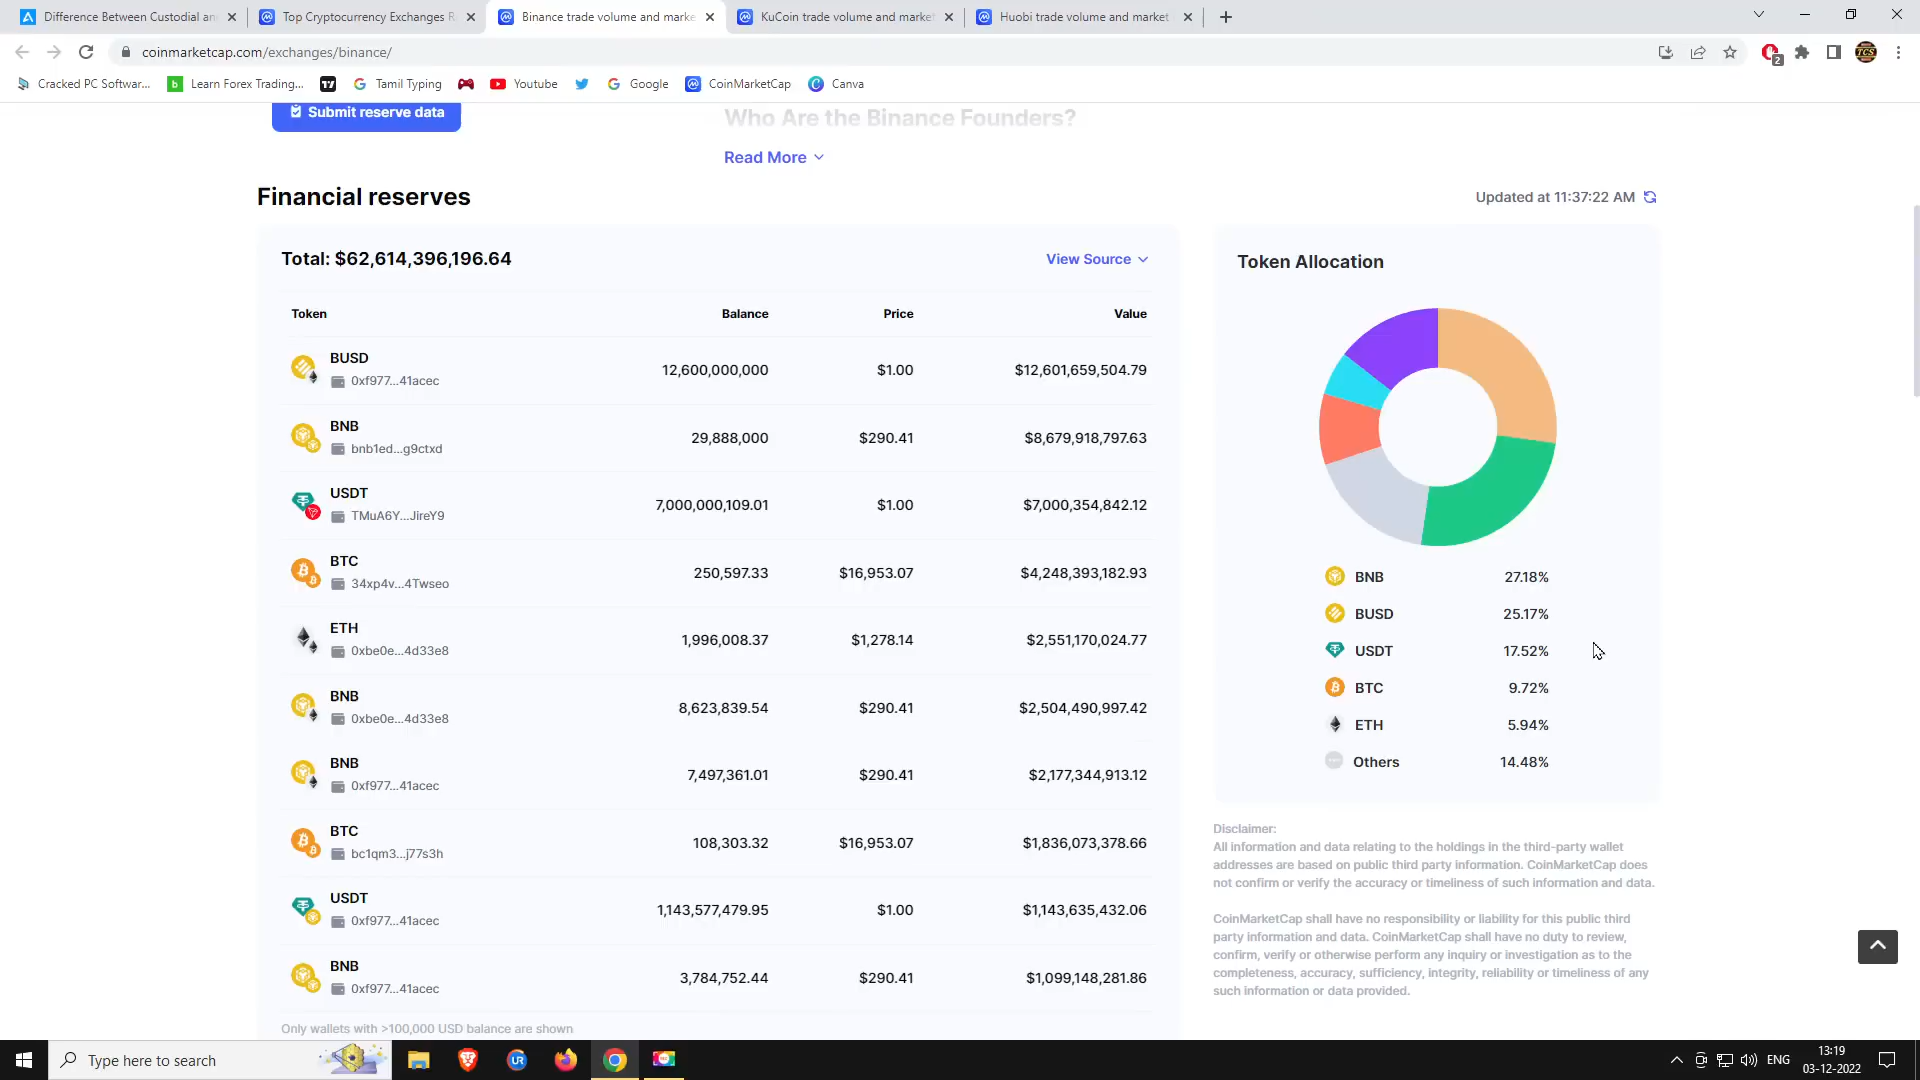 Difference Between Custodial an
Top Cryptocurrency Exchanges R
Binance trade volume and marke
KuCoin trade volume and market
Huobi trade volume and market
coinmarketcap.com/exchanges/binance/
2
TCS
Cracked PC Softwar...
b
Learn Forex Trading...
Tamil Typing
Youtube
Google
CoinMarketCap
Canva
Submit reserve data
Who Are the Binance Founders?
Read More
Financial reserves
Updated at 11:37:22 AM
Total: $62,614,396,196.64
View Source
Token Balance Price Value
BUSD
0xf977...41acec
12,600,000,000 $1.00 $12,601,659,504.79
BNB
bnb1ed...g9ctxd
29,888,000 $290.41 $8,679,918,797.63
USDT
TMuA6Y...JireY9
7,000,000,109.01 $1.00 $7,000,354,842.12
BTC
34xp4v...4Twseo
250,597.33 $16,953.07 $4,248,393,182.93
ETH
0xbe0e...4d33e8
1,996,008.37 $1,278.14 $2,551,170,024.77
BNB
0xbe0e...4d33e8
8,623,839.54 $290.41 $2,504,490,997.42
BNB
0xf977...41acec
7,497,361.01 $290.41 $2,177,344,913.12
BTC
bc1qm3...j77s3h
108,303.32 $16,953.07 $1,836,073,378.66
USDT
0xf977...41acec
1,143,577,479.95 $1.00 $1,143,635,432.06
BNB
0xf977...41acec
3,784,752.44 $290.41 $1,099,148,281.86
Only wallets with >100,000 USD balance are shown
Token Allocation
BNB 27.18%
BUSD 25.17%
USDT 17.52%
BTC 9.72%
ETH 5.94%
Others 14.48%
Disclaimer:
All information and data relating to the holdings in the third-party wallet
addresses are based on public third party information. CoinMarketCap does
not confirm or verify the accuracy or timeliness of such information and data.
CoinMarketCap shall have no responsibility or liability for this public third
party information and data. CoinMarketCap shall have no duty to review,
confirm, verify or otherwise perform any inquiry or investigation as to the
completeness, accuracy, sufficiency, integrity, reliability or timeliness of any
such information or data provided.
Type here to search
UR
ENG
13:19
03-12-2022